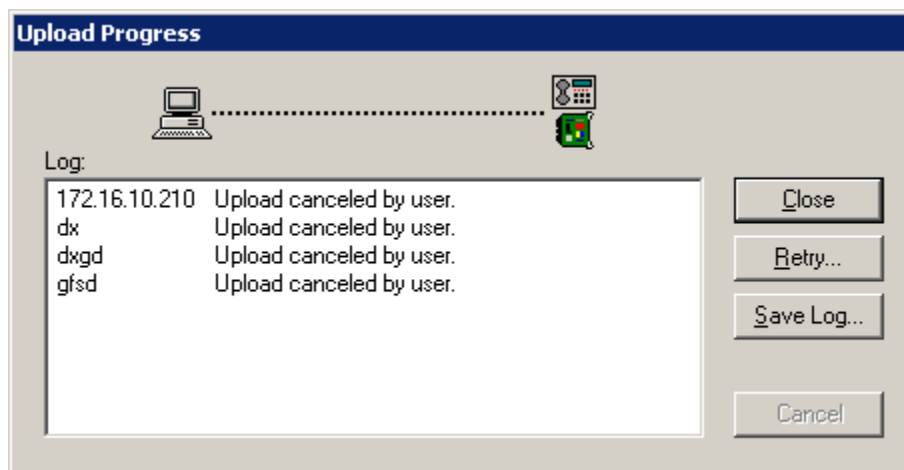 Upload Progress
Log:
172.16.10.210 Upload canceled by user.
dx Upload canceled by user.
dxgd Upload canceled by user.
gfsd Upload canceled by user.
Close
Retry...
Save Log...
Cancel